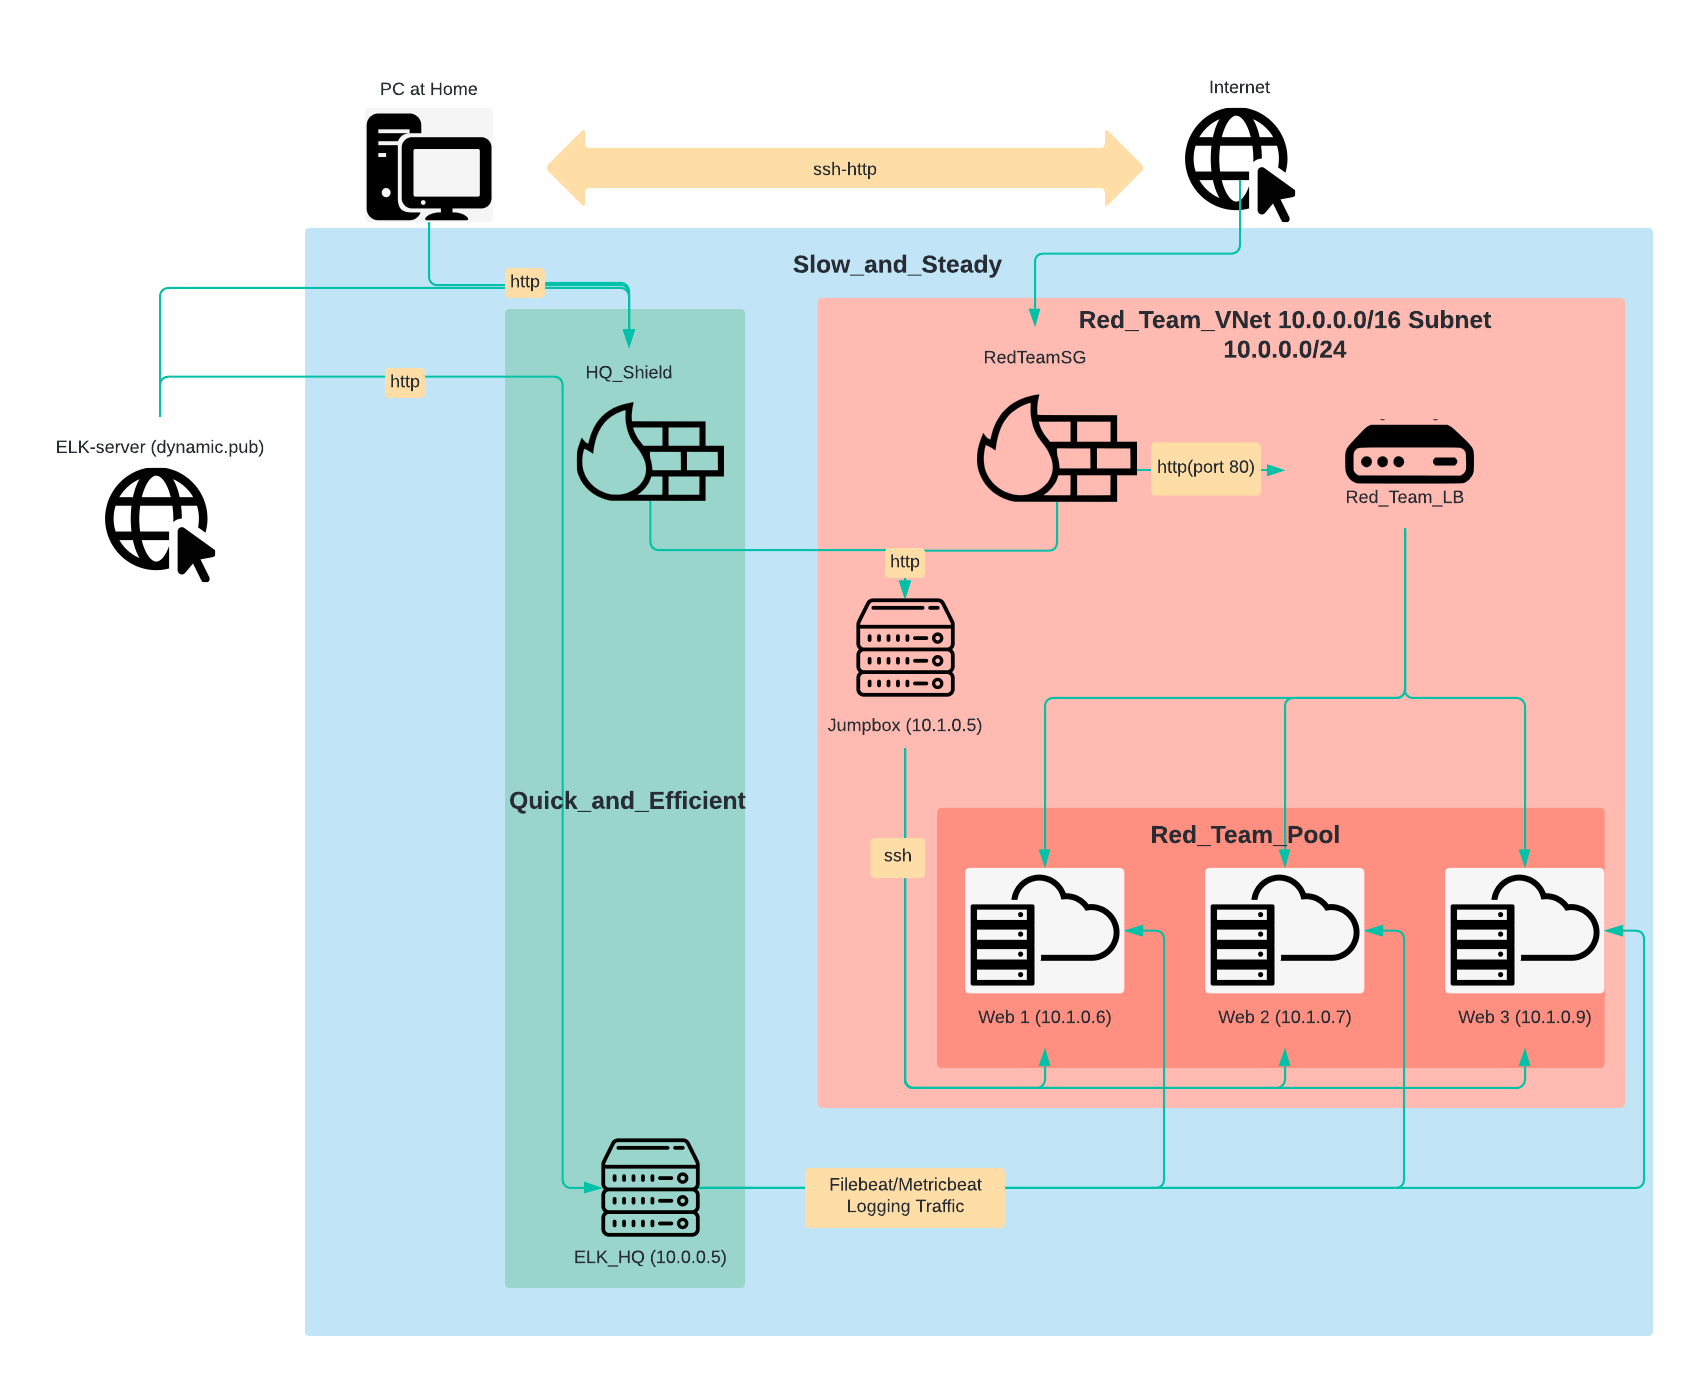 PC at Home
Internet
ssh-http
Slow_and_Steady
http
Red_Team_VNet 10.0.0.0/16 Subnet
10.0.0.0/24
RedTeamSG
HQ_Shield
http
ELK-server (dynamic.pub)
http(port 80)
Red_Team_LB
http
Jumpbox (10.1.0.5)
Quick_and_Efficient
Red_Team_Pool
ssh
Web 1 (10.1.0.6)
Web 2 (10.1.0.7)
Web 3 (10.1.0.9)
Filebeat/Metricbeat
Logging Traffic
ELK_HQ (10.0.0.5)